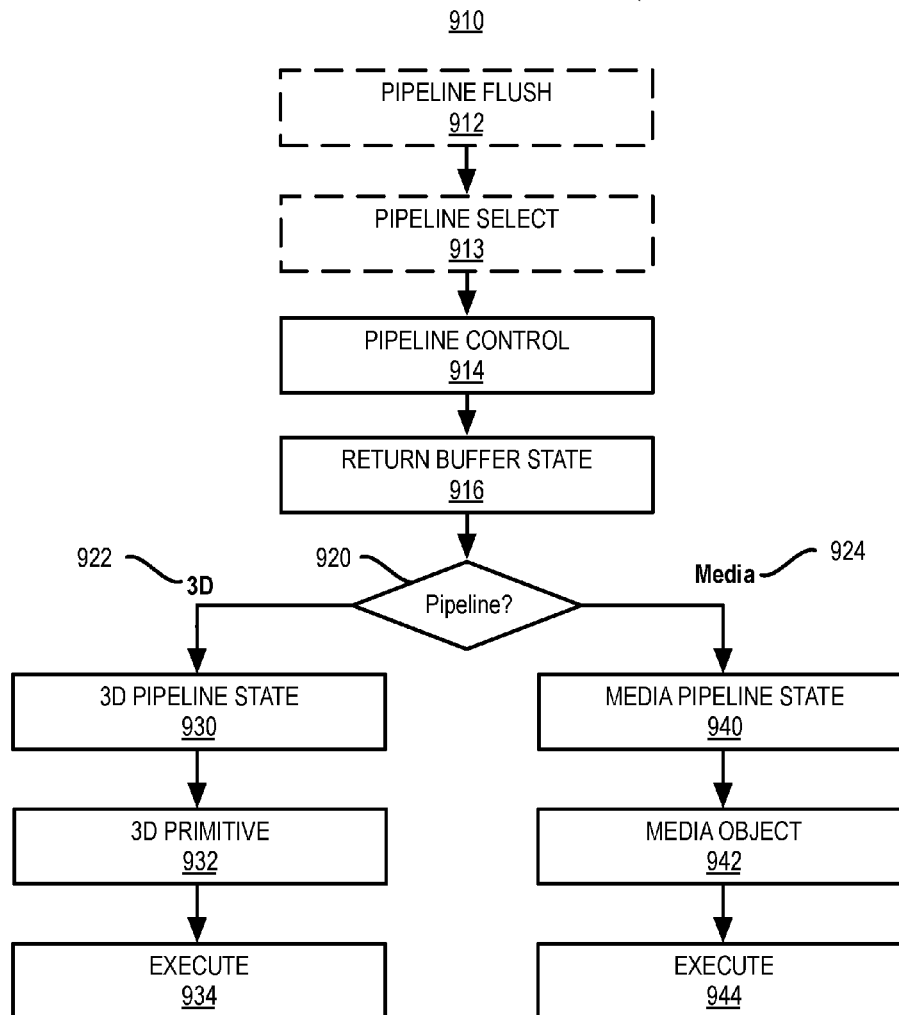 910
PIPELINE FLUSH
912
PIPELINE SELECT
913
PIPELINE CONTROL
914
RETURN BUFFER STATE
916
922
3D
920
Pipeline?
Media
924
3D PIPELINE STATE
930
MEDIA PIPELINE STATE
940
3D PRIMITIVE
932
MEDIA OBJECT
942
EXECUTE
934
EXECUTE
944